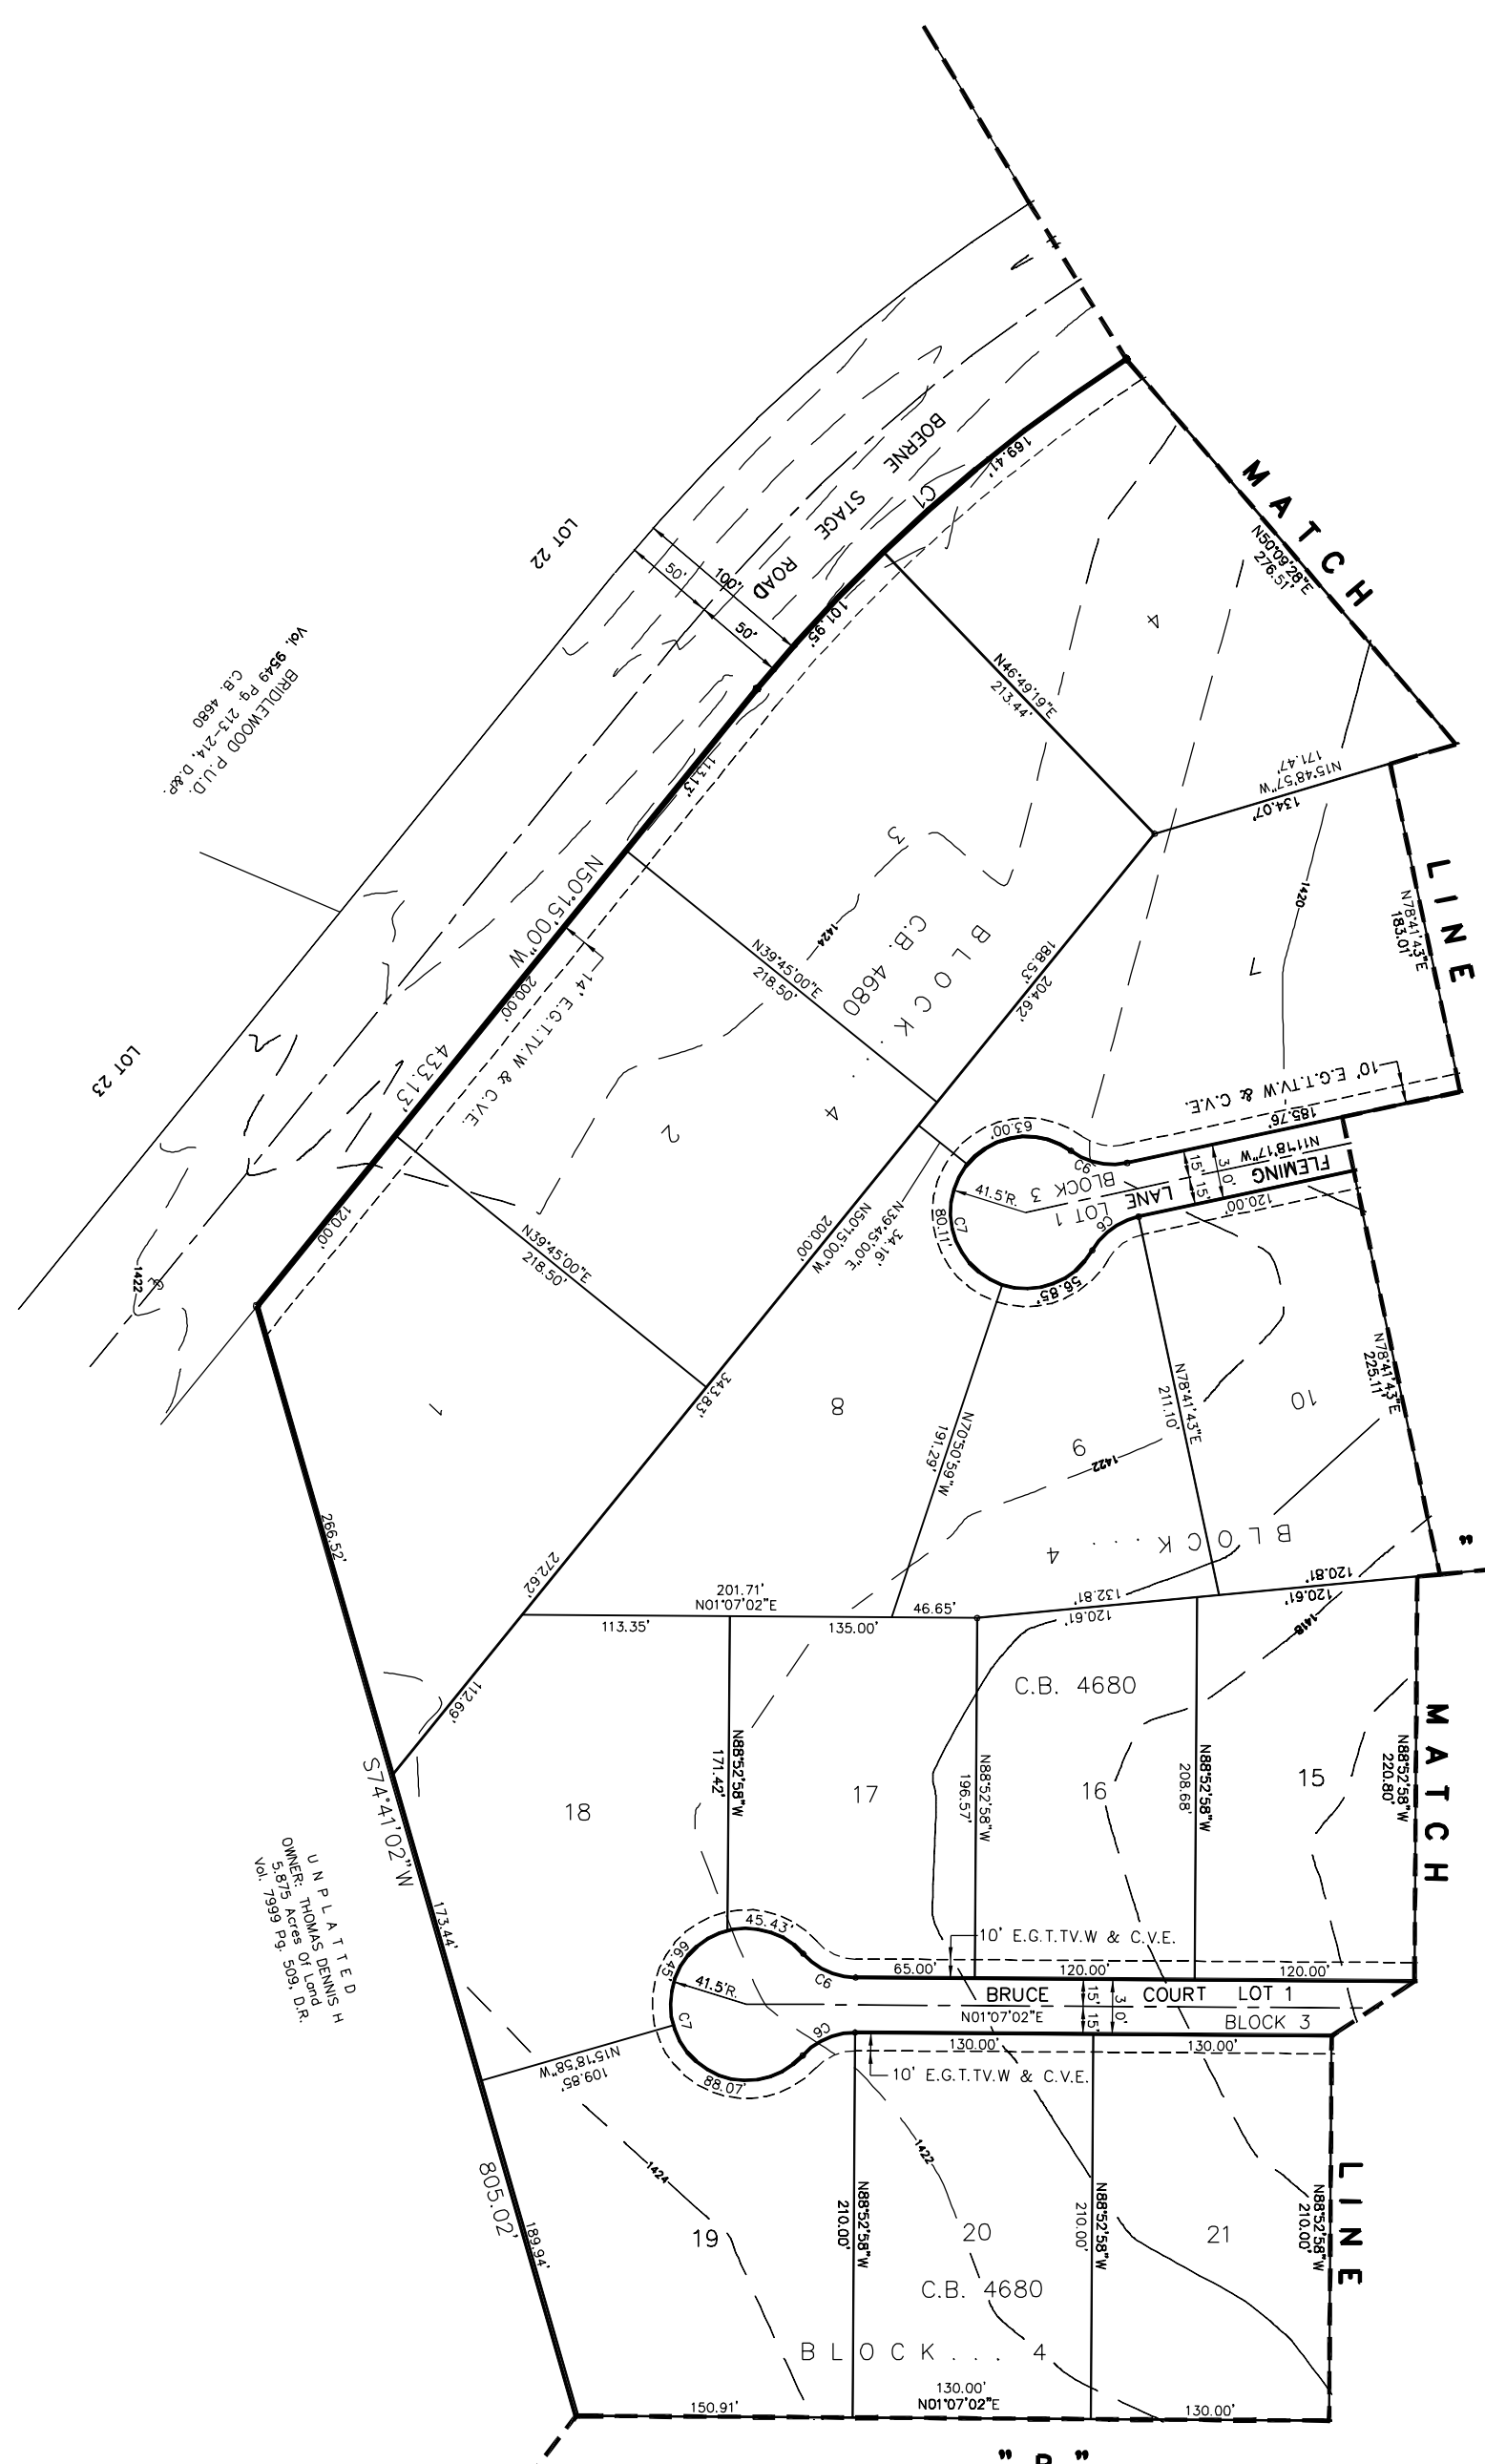 MATCH
N50°09'28"E
276.51'
BOERNE
STAGE
ROAD
C1
169.41'
LOT 22
50'
100'
50'
101.95'
4
N46°49'19"E
213.44'
N15°48'57"W
171.47'
134.07'
BRIDLEWOOD P.U.D.
Vol. 9549 Pg. 213-214, D.&P.
C.B. 4680
113.13'
3
1424
BLOCK... 4
C.B. 4680
1420
LINE
N78°41'43"E
183.01'
N50°15'00"W
N39°45'00"E
218.50'
188.53'
204.62'
7
200.00'
14' E.G.T.TV.W & C.V.E.
433.13'
LOT 23
2
10' E.G.T.TV.W & C.V.E.
185.76'
N11°18'17"W
FLEMING
LANE
15'
30'
15'
120.00'
63.00'
C6
BLOCK 3
LOT 1
41.5'R.
C7
80.11'
C6
56.85'
N39°45'00"E
34.16'
N50°15'00"W
200.00'
120.00'
N39°45'00"E
218.50'
1422
N78°41'43"E
225.11'
343.83'
1
8
N78°41'43"E
211.10'
10
N70°50'59"W
191.29'
9
1422
BLOCK... 4
"
266.52'
272.62'
201.71'
N01°07'02"E
113.35'
135.00'
46.65'
132.81'
120.61'
120.81'
120.61'
1418
112.69'
C.B. 4680
MATCH
N88°52'58"W
171.42'
N88°52'58"W
196.57'
N88°52'58"W
208.68'
N88°52'58"W
220.80'
18
17
16
15
S74°41'02"W
UNPLATTED
OWNER: THOMAS DENNIS H
5.875 Acres Of Land
Vol. 7999 Pg. 509, D.R.
173.44'
45.43'
66.45'
10' E.G.T.TV.W & C.V.E.
C6
65.00'
120.00'
120.00'
41.5'R.
BRUCE
COURT
LOT 1
15'
30'
15'
N01°07'02"E
BLOCK 3
C7
C6
130.00'
130.00'
N15°18'58"W
109.85'
88.07'
10' E.G.T.TV.W & C.V.E.
1424
1422
805.02'
189.94'
19
N88°52'58"W
210.00'
20
N88°52'58"W
210.00'
21
N88°52'58"W
210.00'
LINE
C.B. 4680
BLOCK... 4
150.91'
130.00'
N01°07'02"E
130.00'
"B"